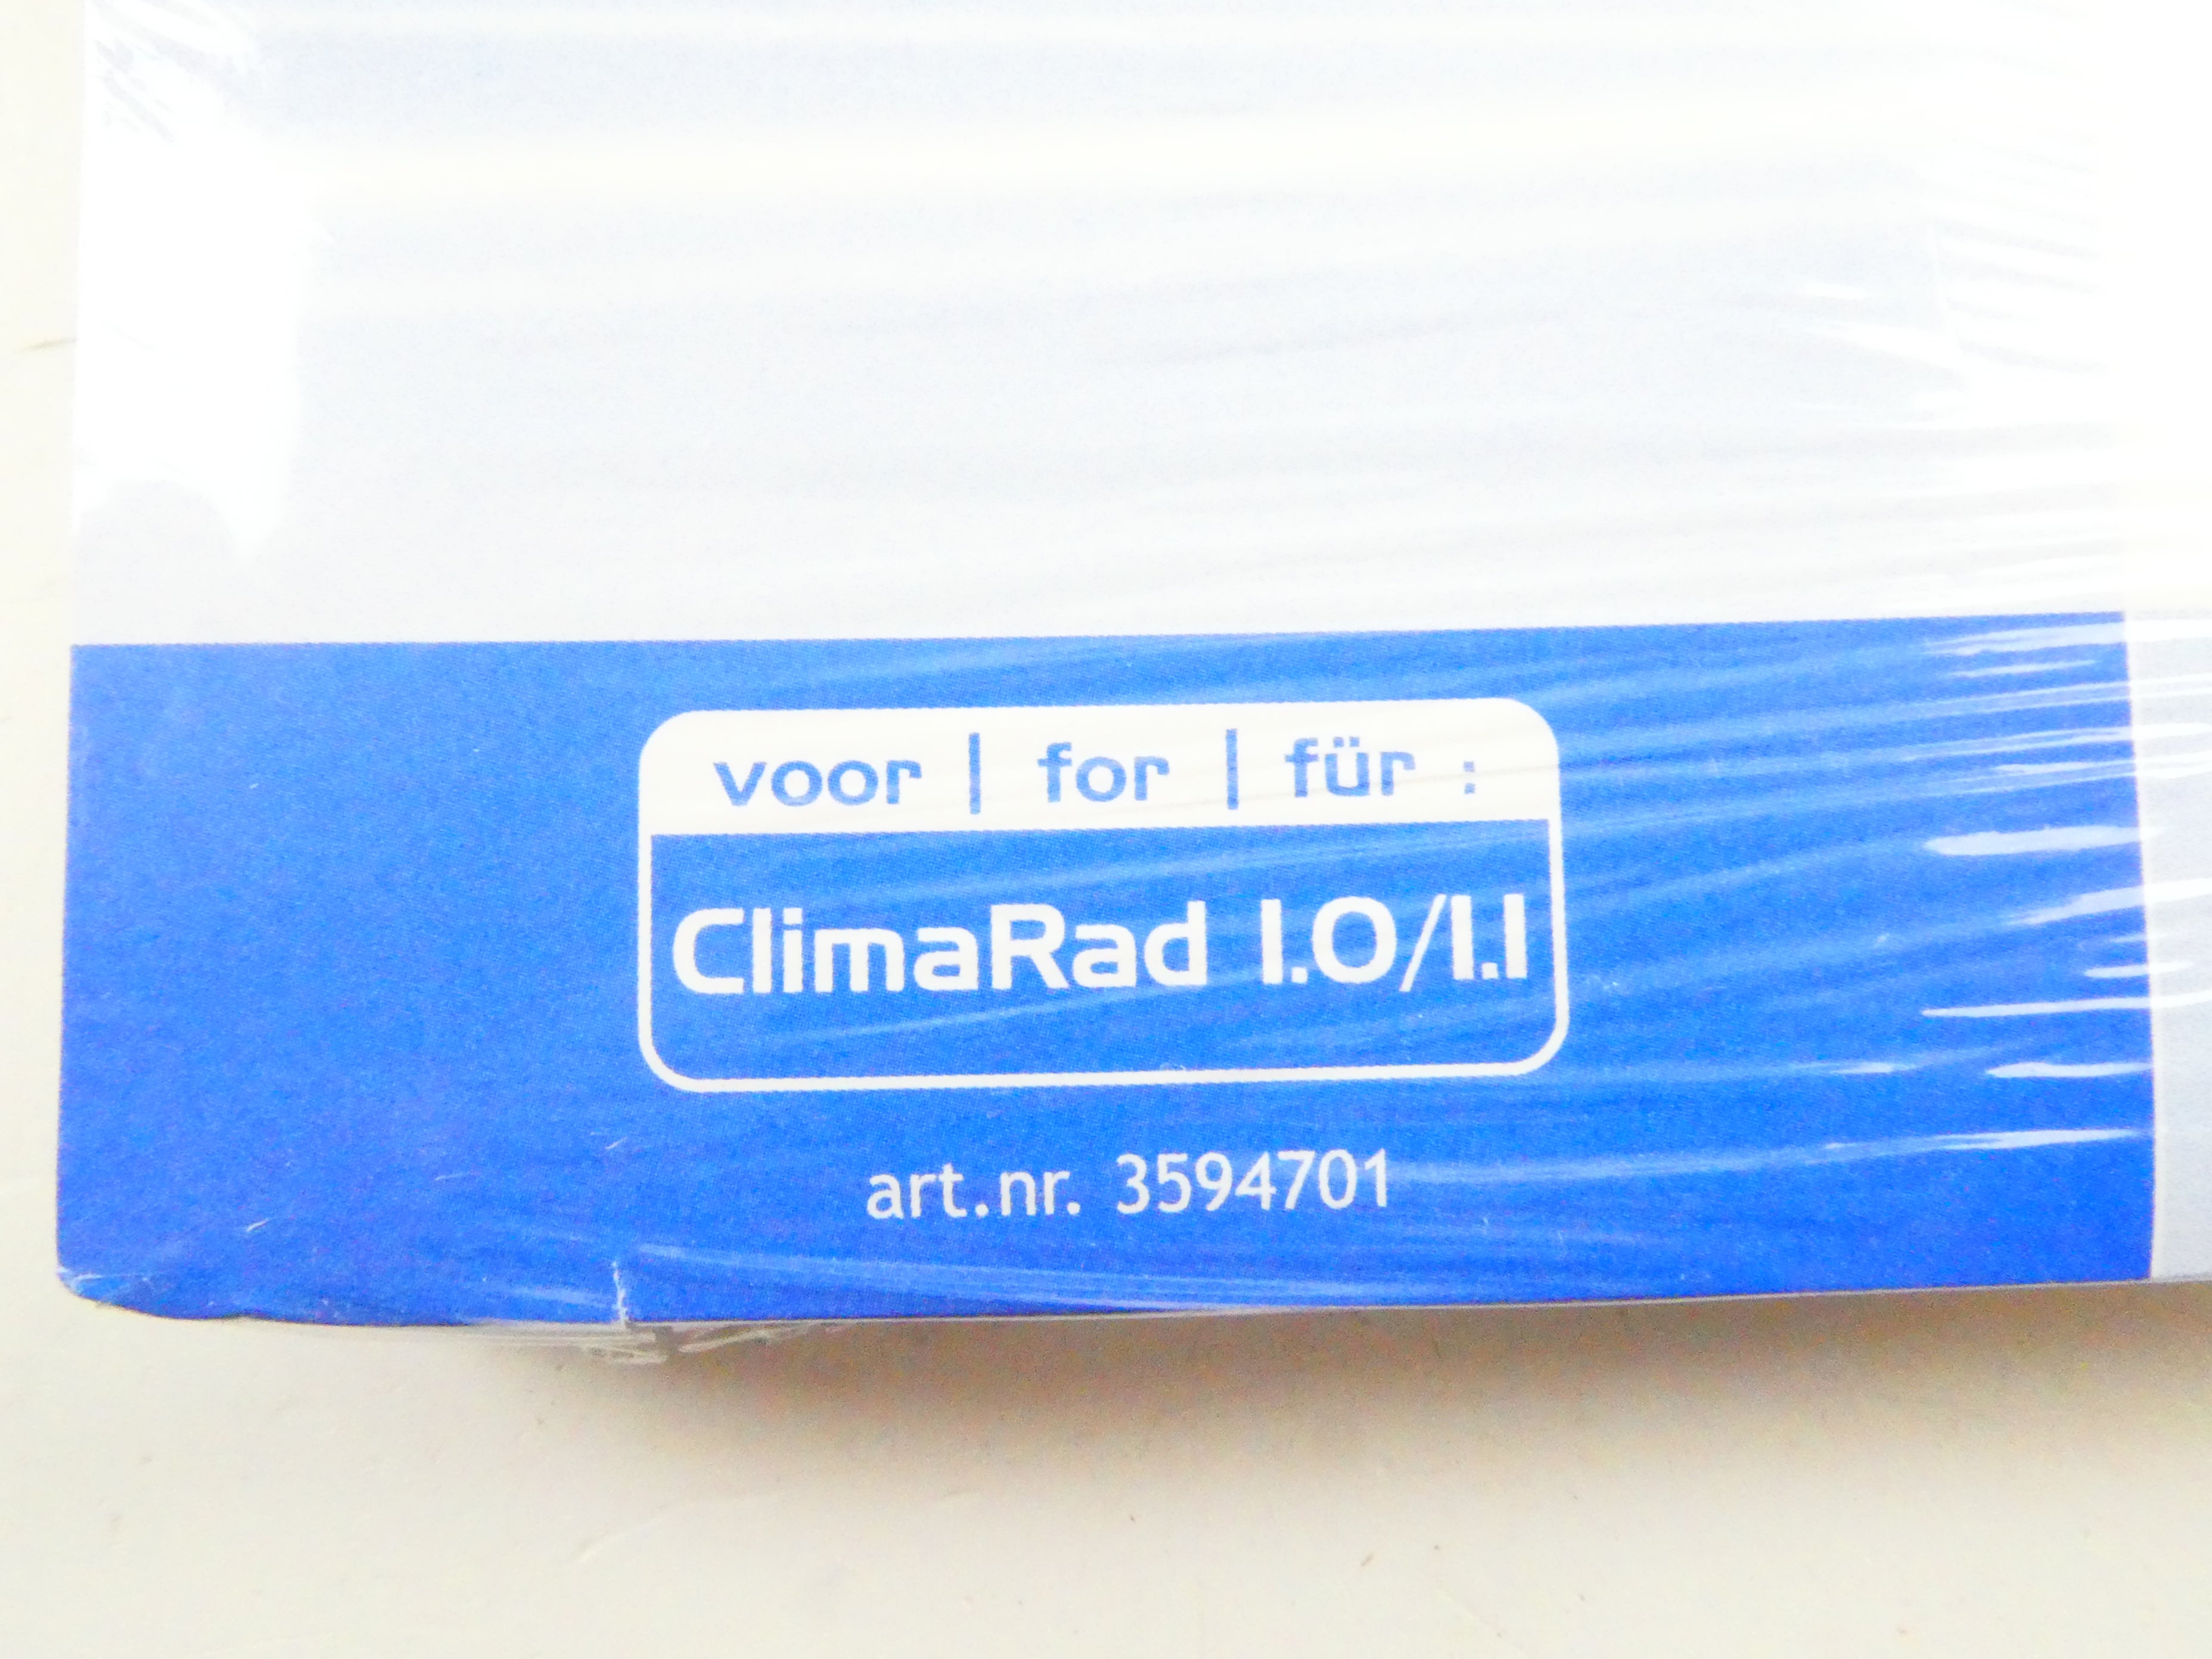 voor | for | für :
ClimaRad 1.0/1.1
art.nr. 3594701